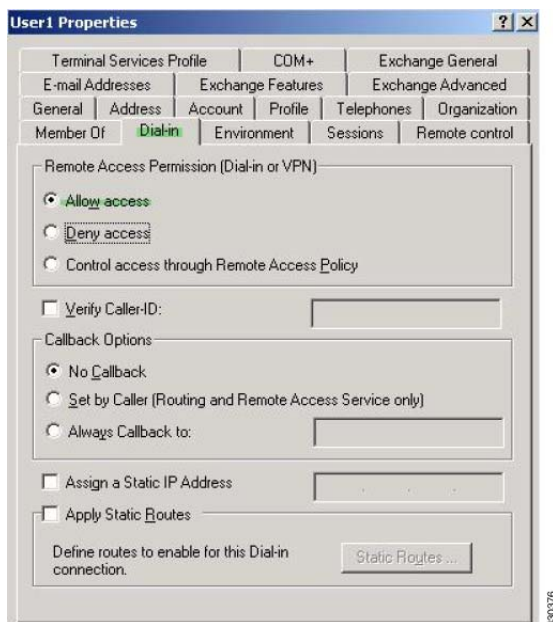 User1 Properties
Terminal Services Profile COM+ Exchange General
E-mail Addresses Exchange Features Exchange Advanced
General Address Account Profile Telephones Organization
Member Of Dial-in Environment Sessions Remote control
Remote Access Permission (Dial-in or VPN)
Allow access
Deny access
Control access through Remote Access Policy
Verify Caller-ID:
Callback Options
No Callback
Set by Caller (Routing and Remote Access Service only)
Always Callback to:
Assign a Static IP Address
Apply Static Routes
Define routes to enable for this Dial-in
connection.
Static Routes ...